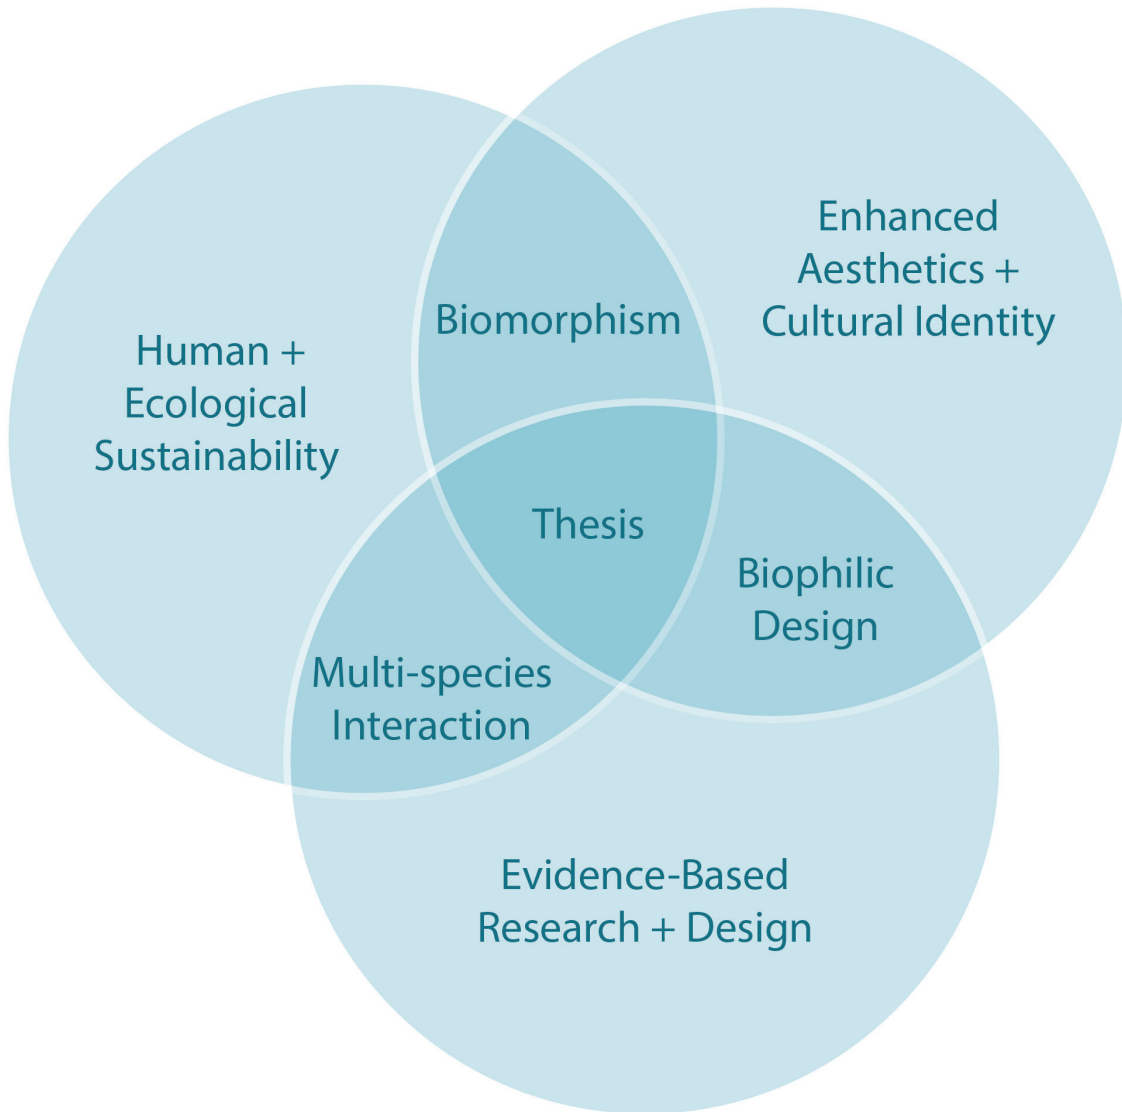 Enhanced
Aesthetics +
Cultural Identity
Biomorphism
Human +
Ecological
Sustainability
Thesis
Biophilic
Design
Multi-species
Interaction
Evidence-Based
Research + Design